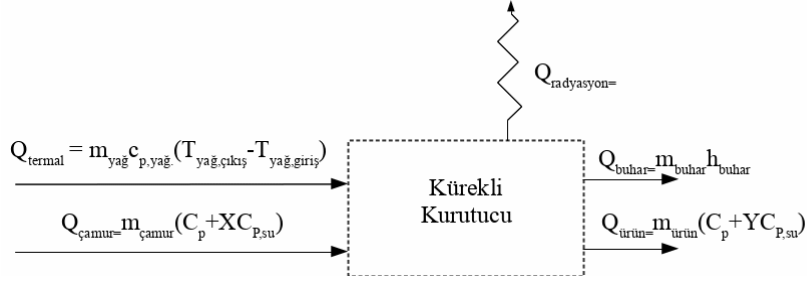 Q_radyasyon=
Q_termal = m_yağ c_p,yağ.(T_yağ,çıkış-T_yağ,giriş)
Q_buhar=m_buhar h_buhar
Kürekli
Kurutucu
Q_çamur=m_çamur(C_p+XC_P,su)
Q_ürün=m_ürün(C_p+YC_P,su)